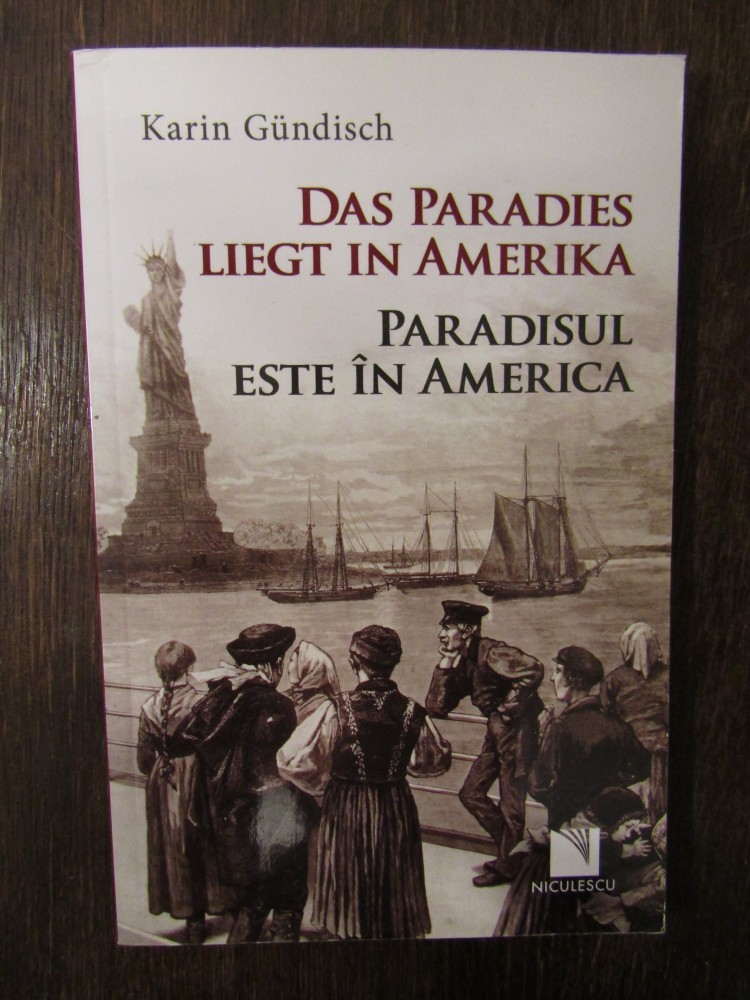 Karin Gündisch
DAS PARADIES
LIEGT IN AMERIKA
PARADISUL
ESTE ÎN AMERICA
NICULESCU